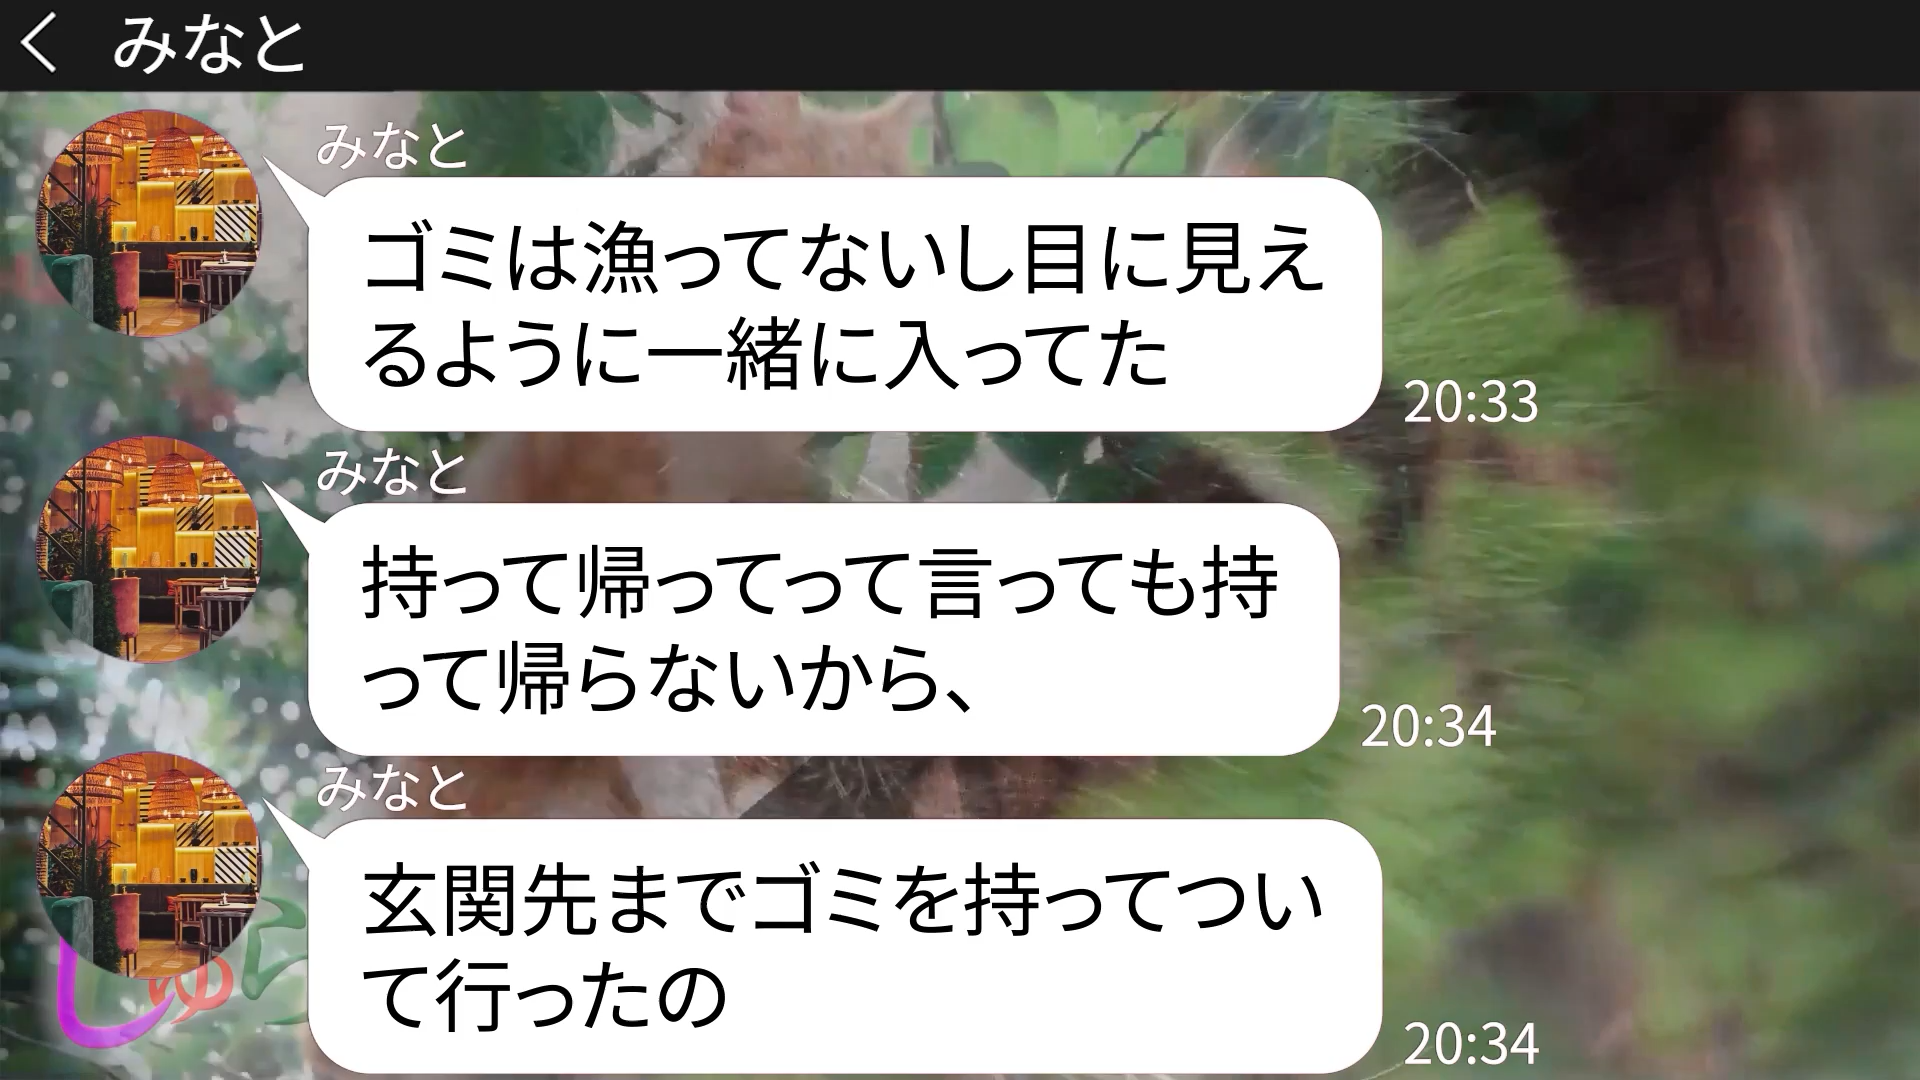 みなと
みなと
ゴミは漁ってないし目に見え
るように一緒に入ってた
20:33
みなと
持って帰ってって言っても持
って帰らないから、
20:34
みなと
玄関先までゴミを持ってつい
て行ったの
20:34
しゅら